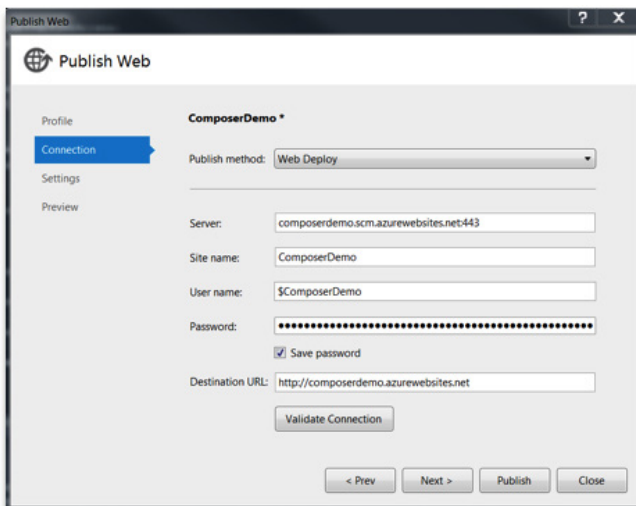 Publish Web
? X
Publish Web
Profile
Connection
Settings
Preview
ComposerDemo *
Publish method: Web Deploy
Server: composerdemo.scm.azurewebsites.net:443
Site name: ComposerDemo
User name: $ComposerDemo
Password: ●●●●●●●●●●●●●●●●●●●●●●●●●●●●●●●●●●●●●●●●●●●●●●●●●●●●●●●●●●●●
Save password
Destination URL: http://composerdemo.azurewebsites.net
Validate Connection
< Prev Next > Publish Close